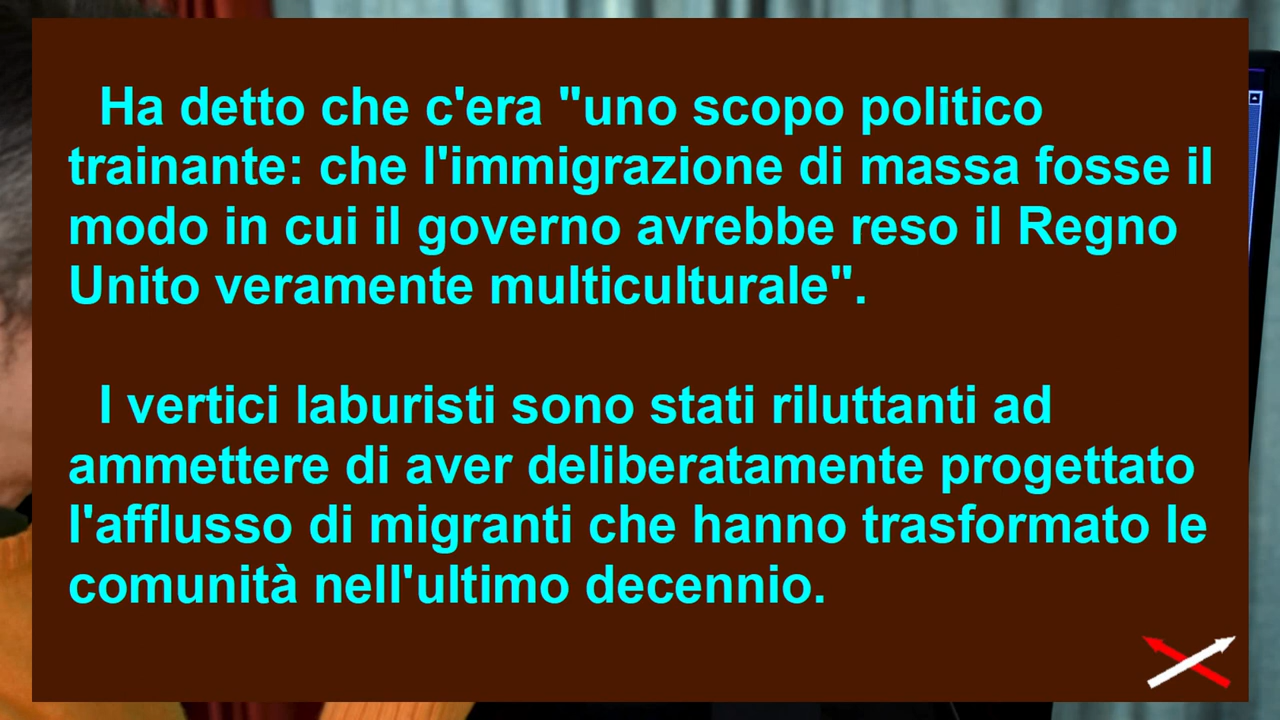 Ha detto che c'era "uno scopo politico
trainante: che l'immigrazione di massa fosse il
modo in cui il governo avrebbe reso il Regno
Unito veramente multiculturale".
I vertici laburisti sono stati riluttanti ad
ammettere di aver deliberatamente progettato
l'afflusso di migranti che hanno trasformato le
comunità nell'ultimo decennio.